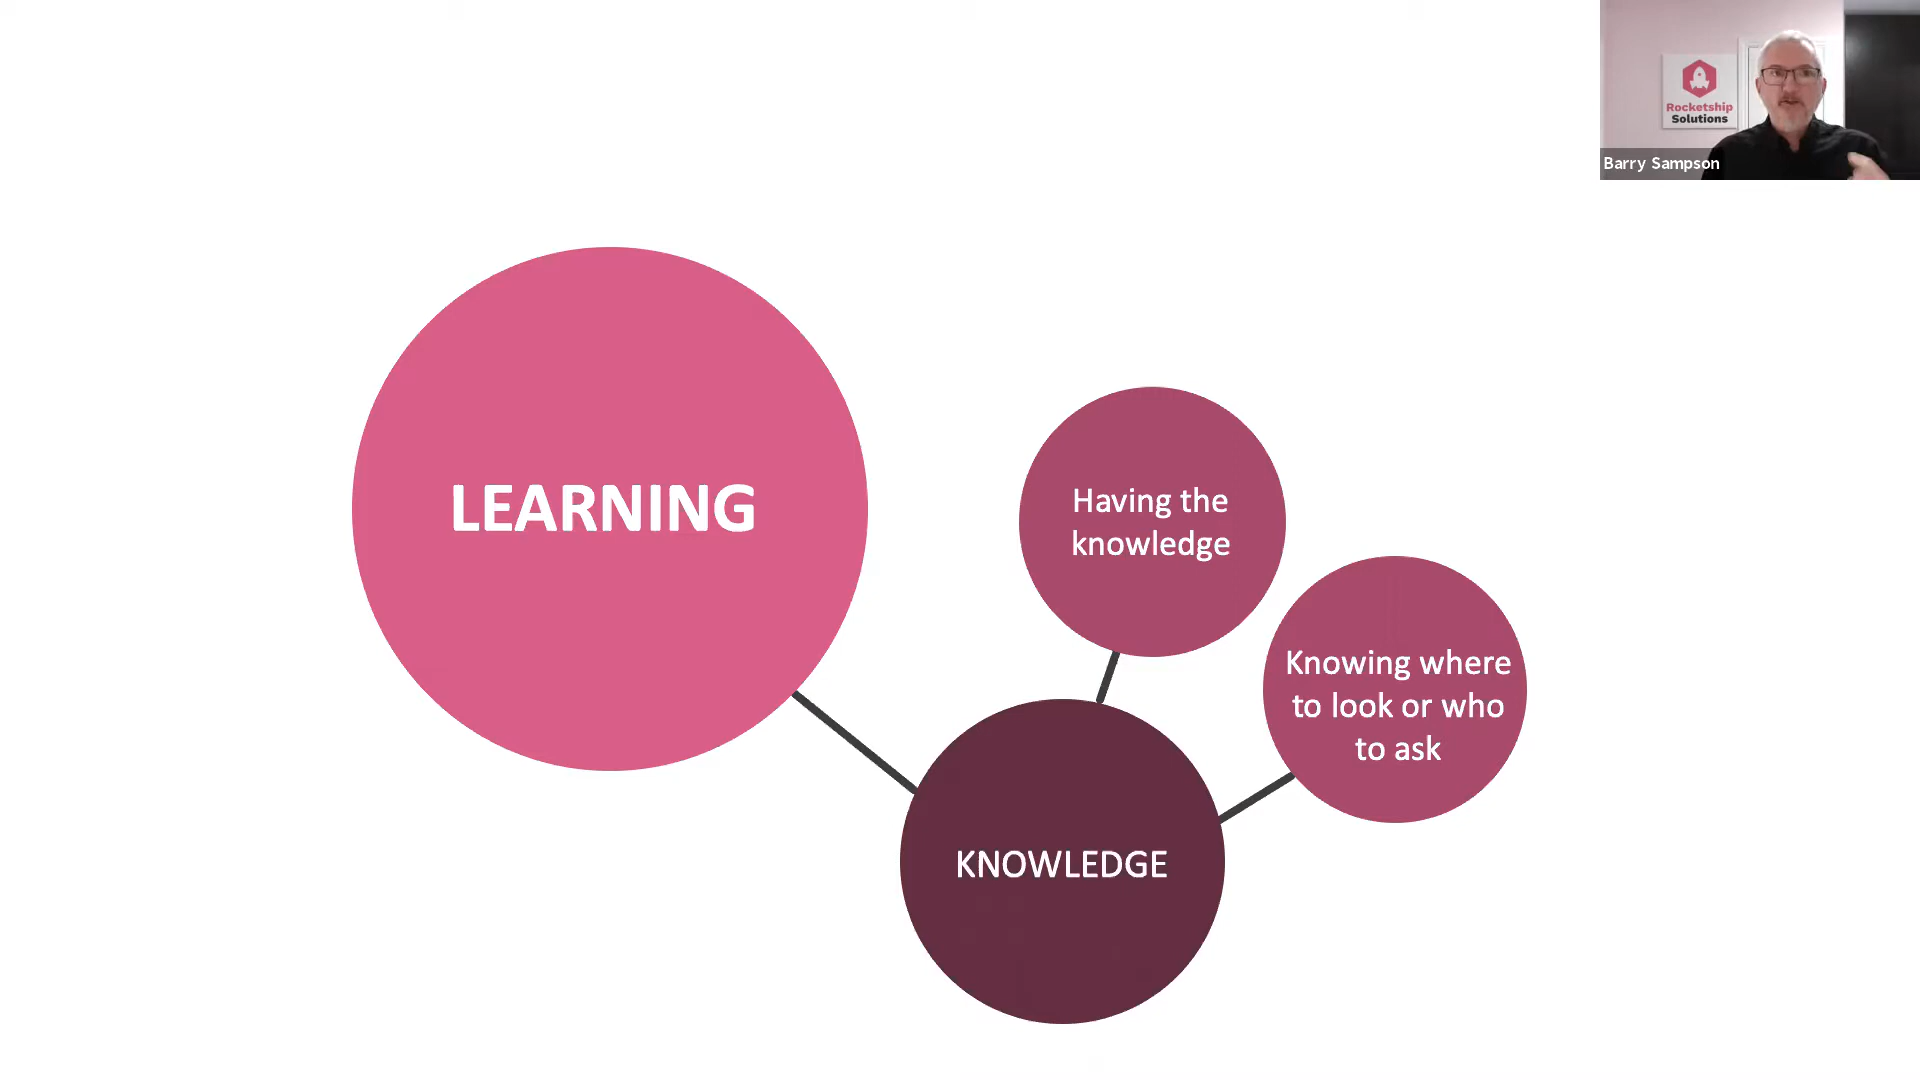 Rocketship
Solutions
Barry Sampson
LEARNING
Having the
knowledge
Knowing where
to look or who
to ask
KNOWLEDGE